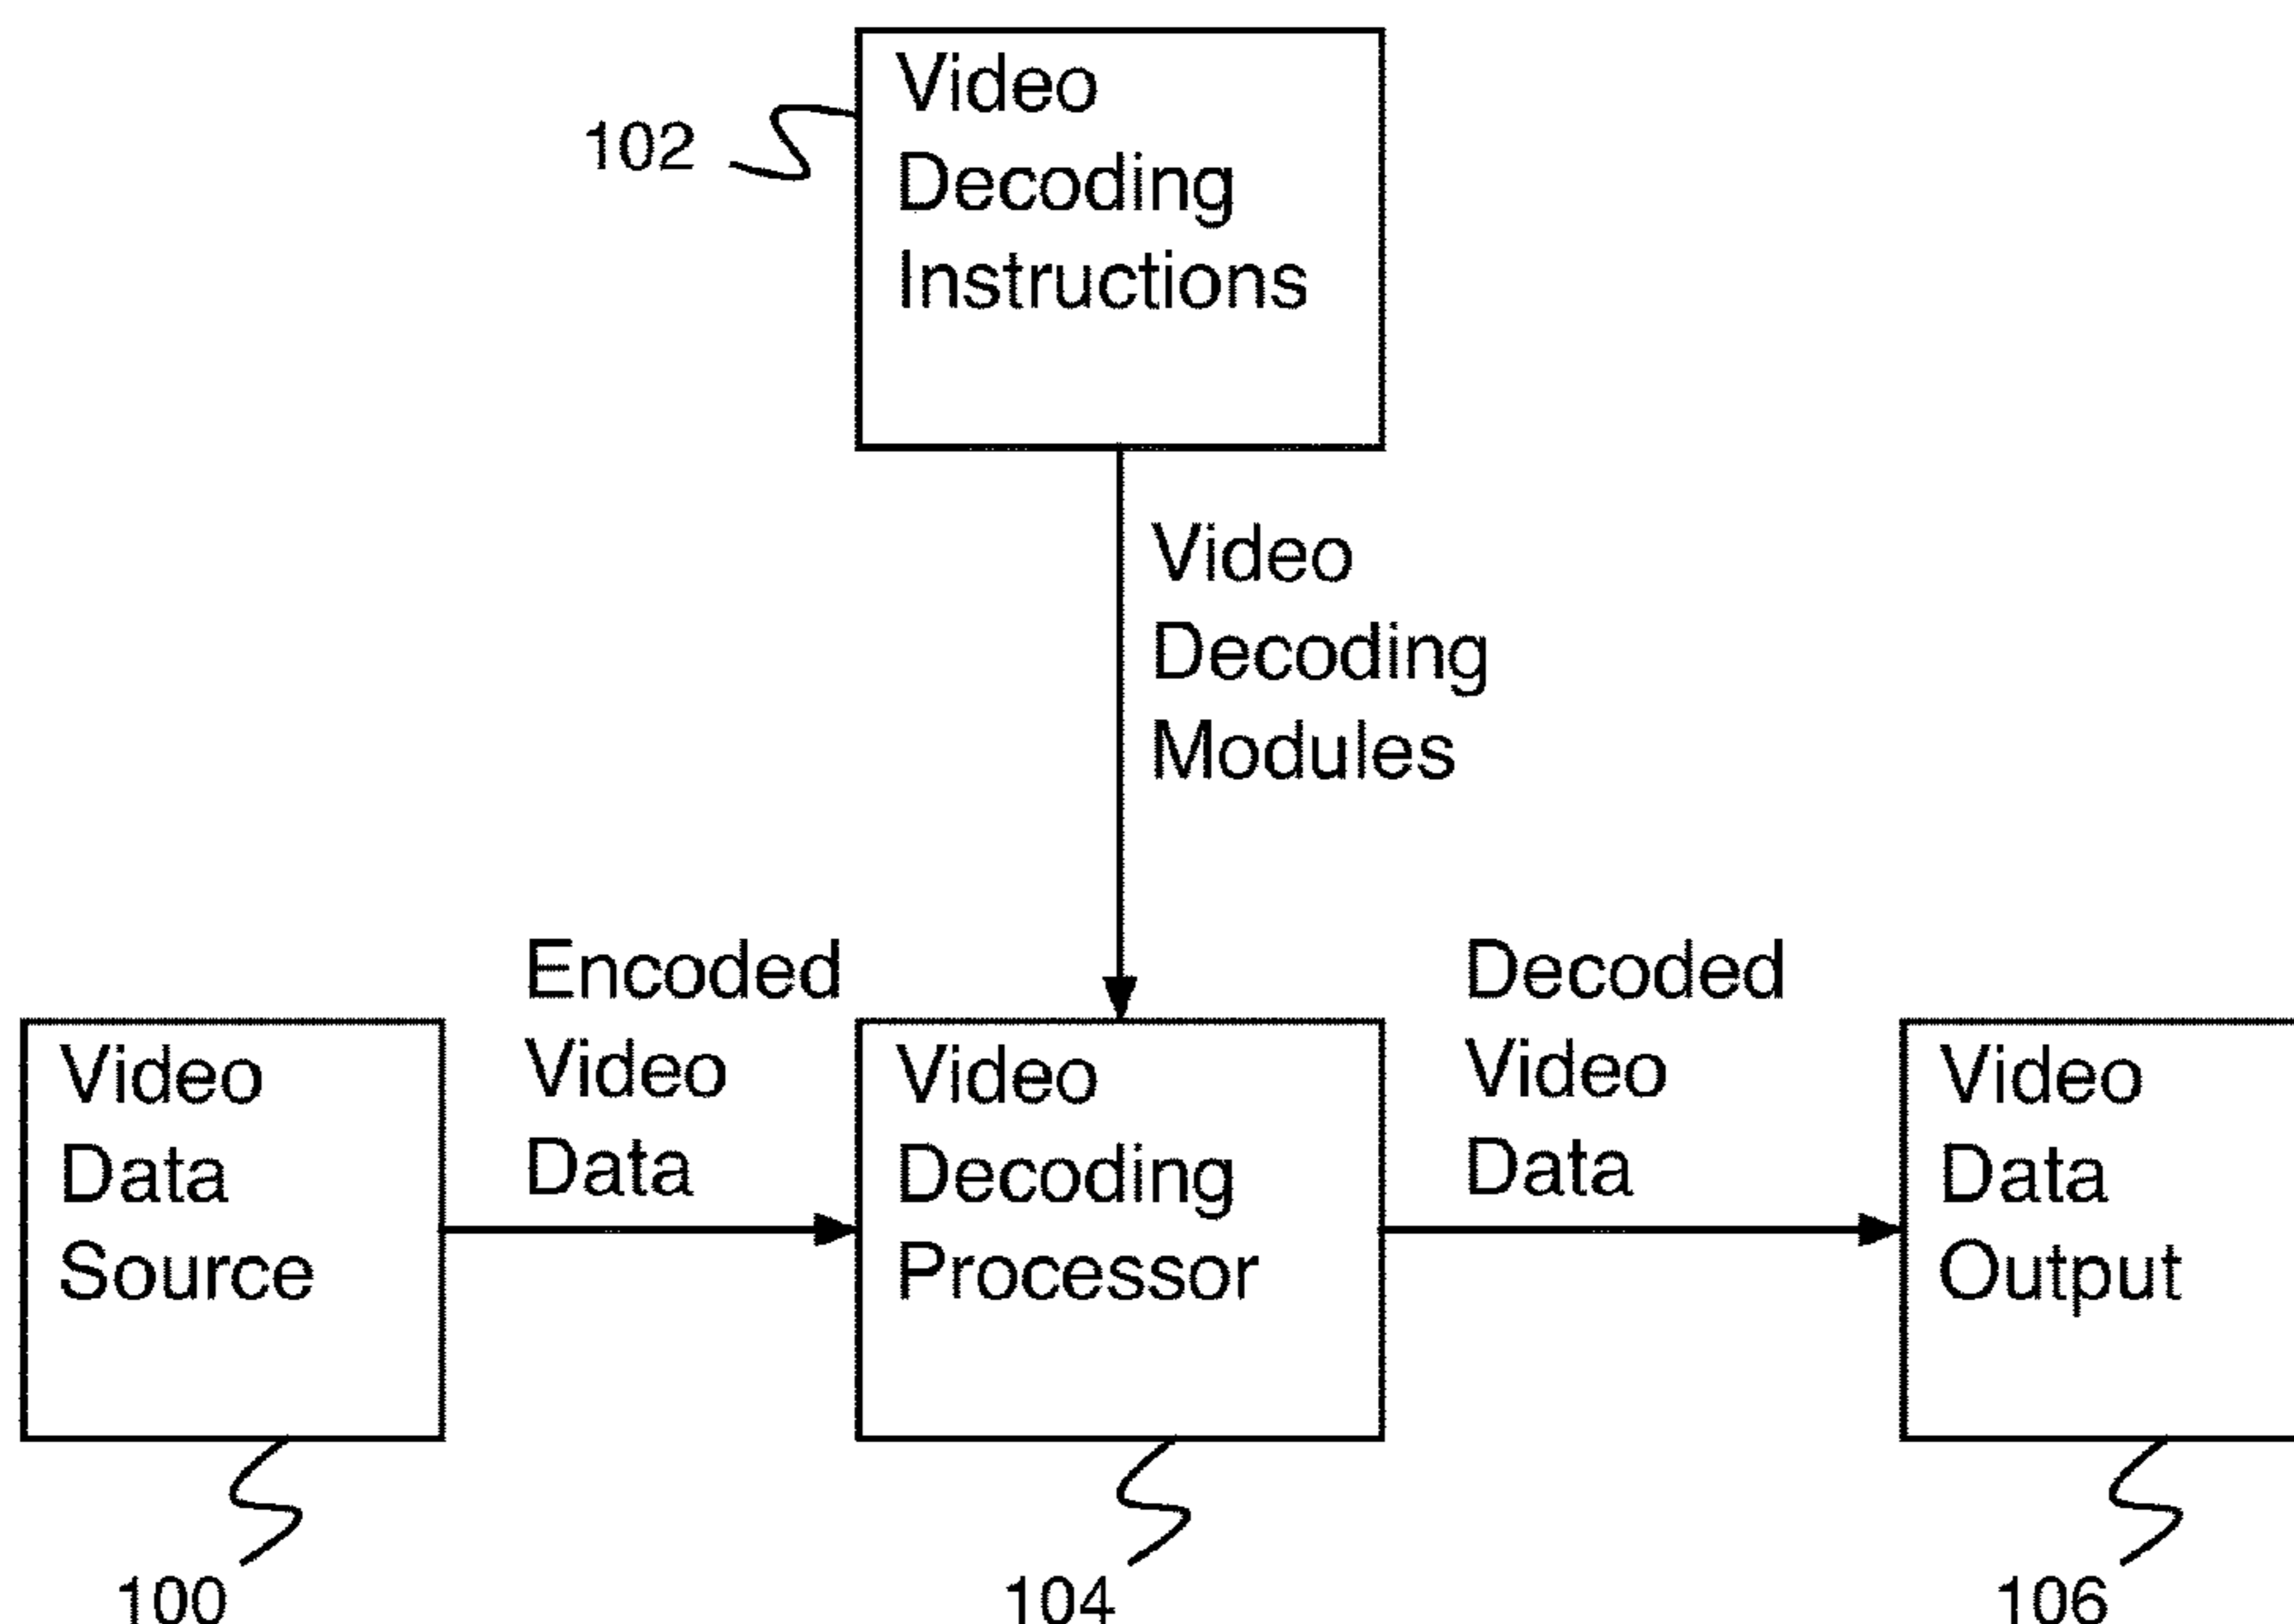 Video
Decoding
Instructions
102
Video
Decoding
Modules
Encoded
Video
Data
Decoded
Video
Data
Video
Data
Source
Video
Decoding
Processor
Video
Data
Output
100
104
106